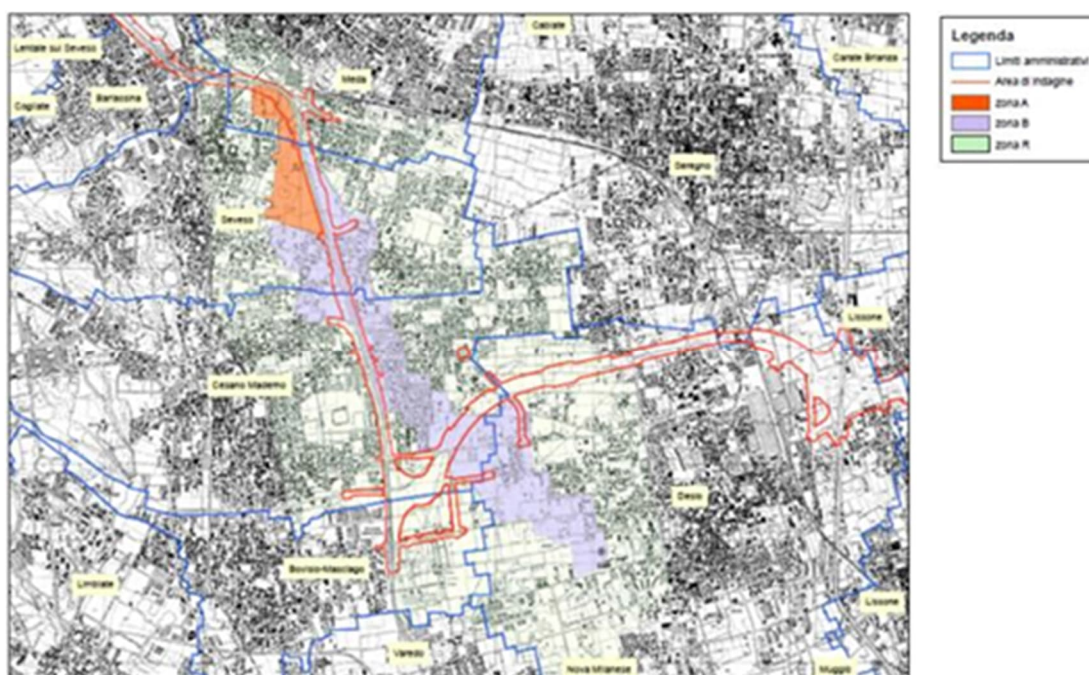 Cabiate
Lentate sul Seveso
Meda
Carate Brianza
Cogliate
Barlassina
Seregno
Seveso
Lissone
Cesano Maderno
Desio
Bovisio-Masciago
Limbiate
Lissone
Varedo
Nova Milanese
Muggiò
Legenda
Limiti amministrativi
Area di indagine
zona A
zona B
zona R